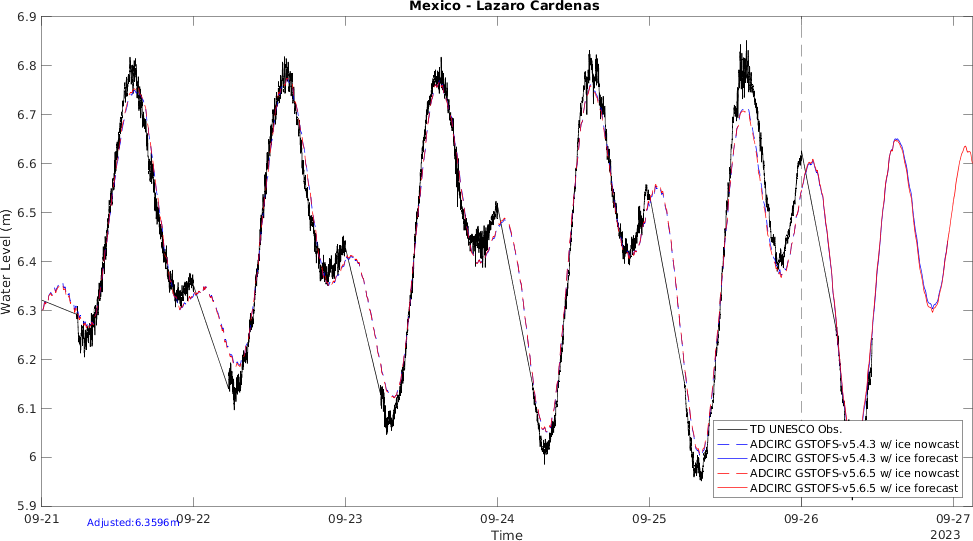 Mexico - Lazaro Cardenas
6.9
6.8
6.7
6.6
6.5
6.4
6.3
6.2
6.1
6
5.9
Water Level (m)
TD UNESCO Obs.
ADCIRC GSTOFS-v5.4.3 w/ ice nowcast
ADCIRC GSTOFS-v5.4.3 w/ ice forecast
ADCIRC GSTOFS-v5.6.5 w/ ice nowcast
ADCIRC GSTOFS-v5.6.5 w/ ice forecast
09-21 09-22 09-23 09-24 09-25 09-26 09-27
Adjusted:6.3596m
Time
2023